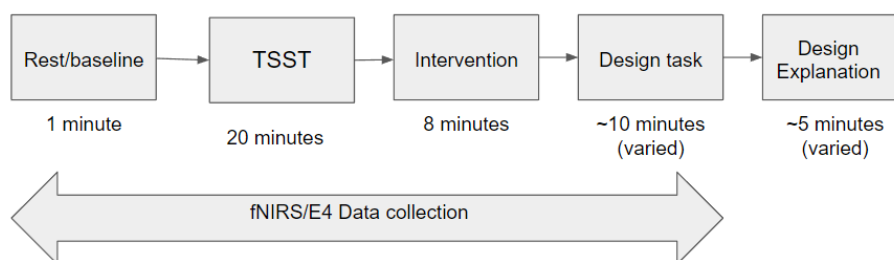 Rest/baseline
TSST
Intervention
Design task
Design
Explanation
1 minute
20 minutes
8 minutes
~10 minutes
(varied)
~5 minutes
(varied)
fNIRS/E4 Data collection